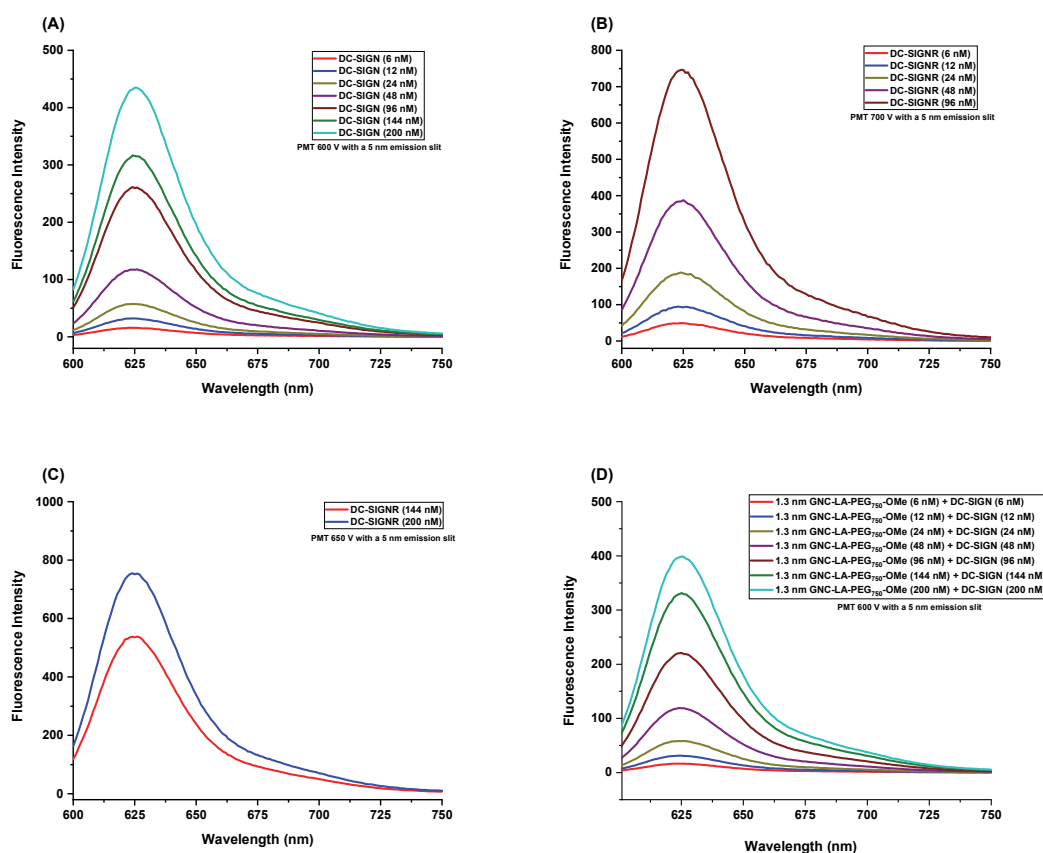 (A)
500
400
300
200
100
0
Fluorescence Intensity
600 625 650 675 700 725 750
Wavelength (nm)
DC-SIGN (6 nM)
DC-SIGN (12 nM)
DC-SIGN (24 nM)
DC-SIGN (48 nM)
DC-SIGN (96 nM)
DC-SIGN (144 nM)
DC-SIGN (200 nM)
PMT 600 V with a 5 nm emission slit
(B)
800
700
600
500
400
300
200
100
0
Fluorescence Intensity
600 625 650 675 700 725 750
Wavelength (nm)
DC-SIGNR (6 nM)
DC-SIGNR (12 nM)
DC-SIGNR (24 nM)
DC-SIGNR (48 nM)
DC-SIGNR (96 nM)
PMT 700 V with a 5 nm emission slit
(C)
1000
800
600
400
200
0
Fluorescence Intensity
600 625 650 675 700 725 750
Wavelength (nm)
DC-SIGNR (144 nM)
DC-SIGNR (200 nM)
PMT 650 V with a 5 nm emission slit
(D)
500
400
300
200
100
0
Fluorescence Intensity
625 650 675 700 725 750
Wavelength (nm)
1.3 nm GNC-LA-PEG₇₅₀-OMe (6 nM) + DC-SIGN (6 nM)
1.3 nm GNC-LA-PEG₇₅₀-OMe (12 nM) + DC-SIGN (12 nM)
1.3 nm GNC-LA-PEG₇₅₀-OMe (24 nM) + DC-SIGN (24 nM)
1.3 nm GNC-LA-PEG₇₅₀-OMe (48 nM) + DC-SIGN (48 nM)
1.3 nm GNC-LA-PEG₇₅₀-OMe (96 nM) + DC-SIGN (96 nM)
1.3 nm GNC-LA-PEG₇₅₀-OMe (144 nM) + DC-SIGN (144 nM
1.3 nm GNC-LA-PEG₇₅₀-OMe (200 nM) + DC-SIGN (200 nM
PMT 600 V with a 5 nm emission slit